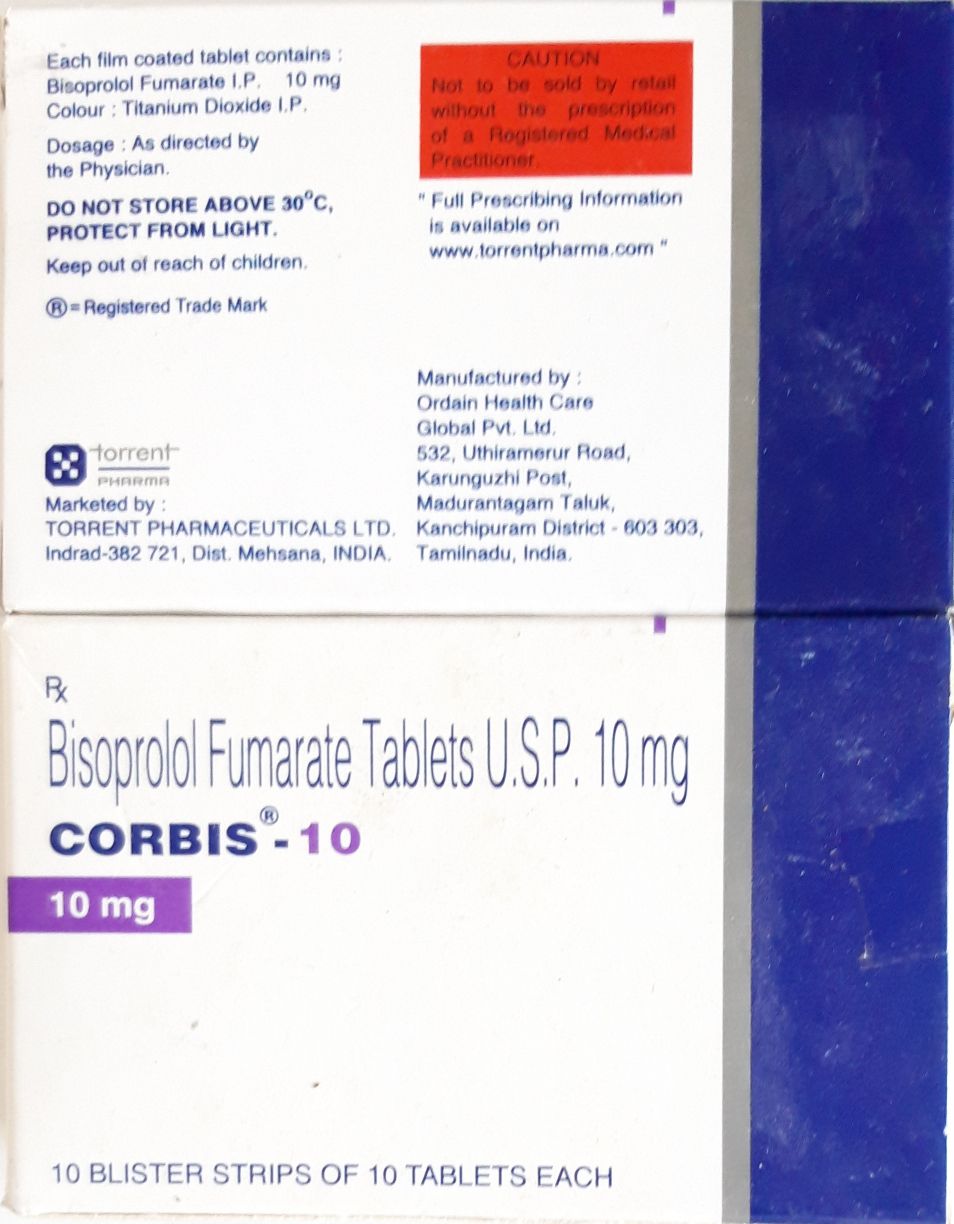 Each film coated tablet contains :
Bisoprolol Fumarate I.P. 10 mg
Colour : Titanium Dioxide I.P.
Dosage : As directed by
the Physician.
DO NOT STORE ABOVE 30⁰C,
PROTECT FROM LIGHT.
Keep out of reach of children.
® = Registered Trade Mark
torrent
PHARMA
Marketed by :
TORRENT PHARMACEUTICALS LTD.
Indrad-382 721, Dist. Mehsana, INDIA.
CAUTION
Not to be sold by retail
without the prescription
of a Registered Medical
Practitioner.
" Full Prescribing Information
is available on
www.torrentpharma.com "
Manufactured by :
Ordain Health Care
Global Pvt. Ltd.
532, Uthiramerur Road,
Karunguzhi Post,
Madurantagam Taluk,
Kanchipuram District - 603 303,
Tamilnadu, India.
Rx
Bisoprolol Fumarate Tablets U.S.P. 10 mg
CORBIS®-10
10 mg
10 BLISTER STRIPS OF 10 TABLETS EACH